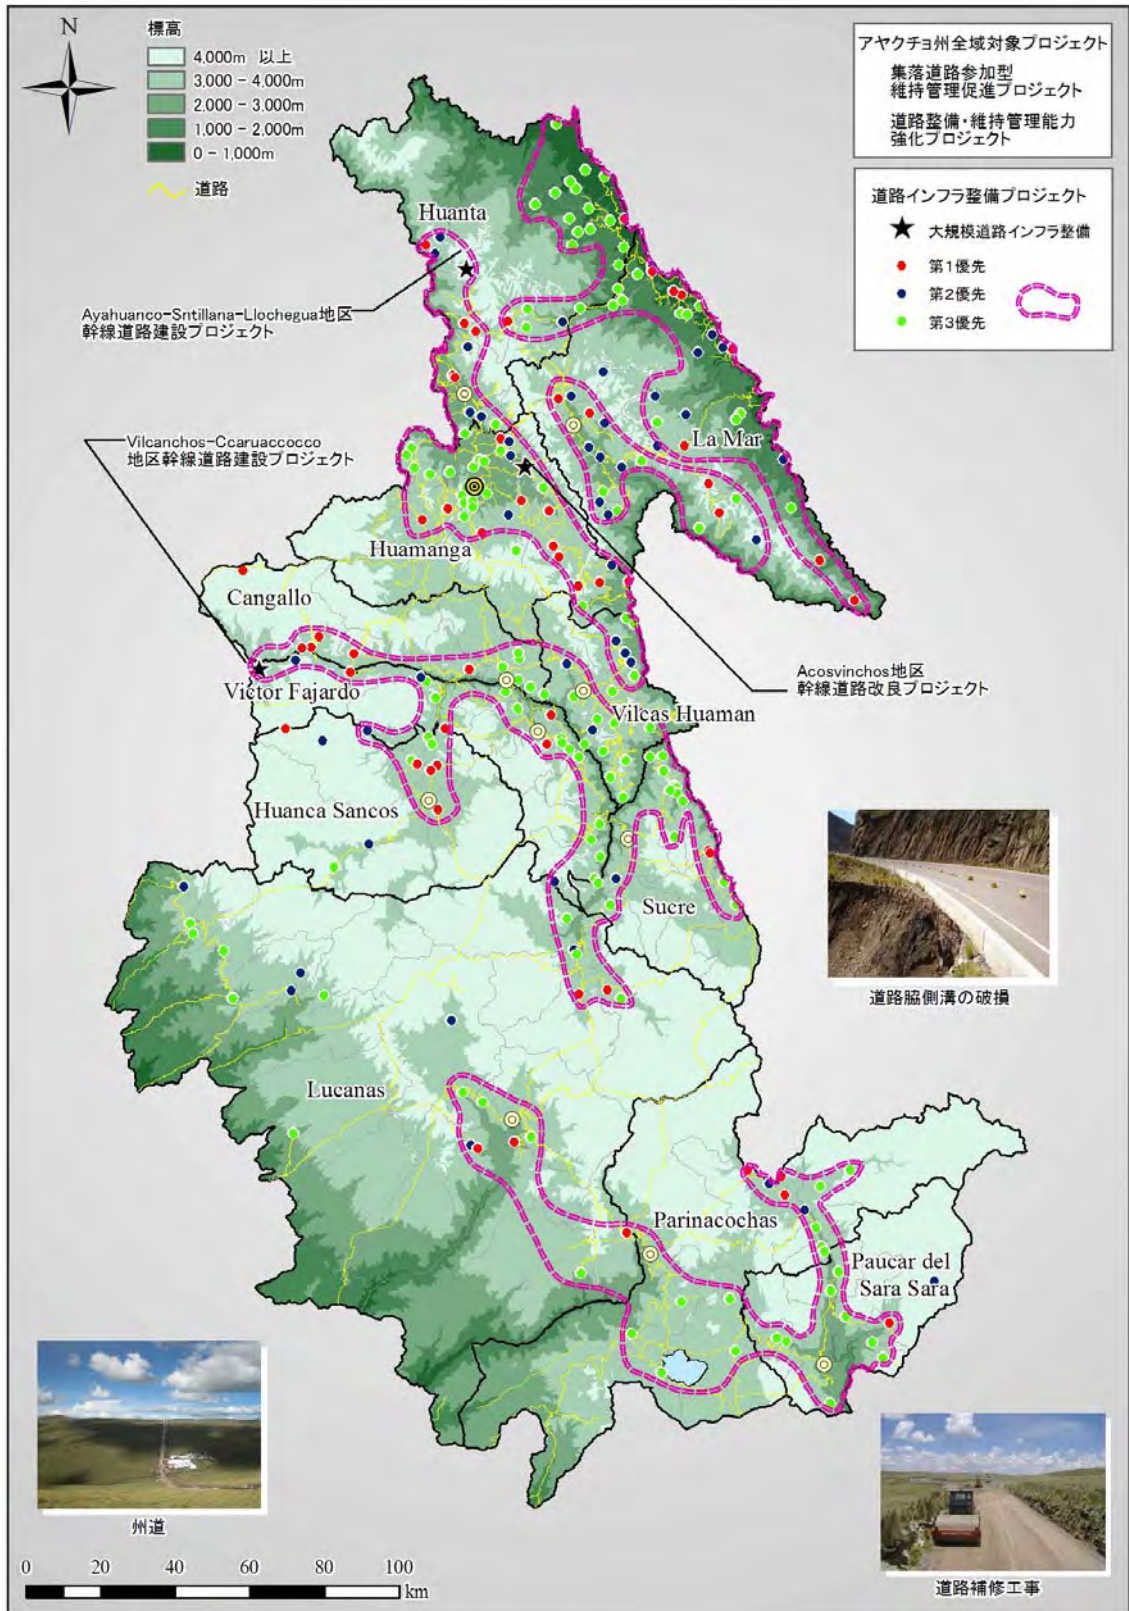 N
標高
4,000m 以上
3,000 - 4,000m
2,000 - 3,000m
1,000 - 2,000m
0 - 1,000m
道路
アヤクチョ州全域対象プロジェクト
集落道路参加型
維持管理促進プロジェクト
道路整備・維持管理能力
強化プロジェクト
道路インフラ整備プロジェクト
大規模道路インフラ整備
第1優先
第2優先
第3優先
Huanta
Ayahuanco-Sntillana-Llochegua地区
幹線道路建設プロジェクト
La Mar
Vilcanchos-Ccaruaccocco
地区幹線道路建設プロジェクト
Huamanga
Cangallo
Acosvinchos地区
幹線道路改良プロジェクト
Victor Fajardo
Vilcas Huaman
Huanca Sancos
Sucre
道路脇側溝の破損
Lucanas
Parinacochas
Paucar del
Sara Sara
州道
道路補修工事
0 20 40 60 80 100
km